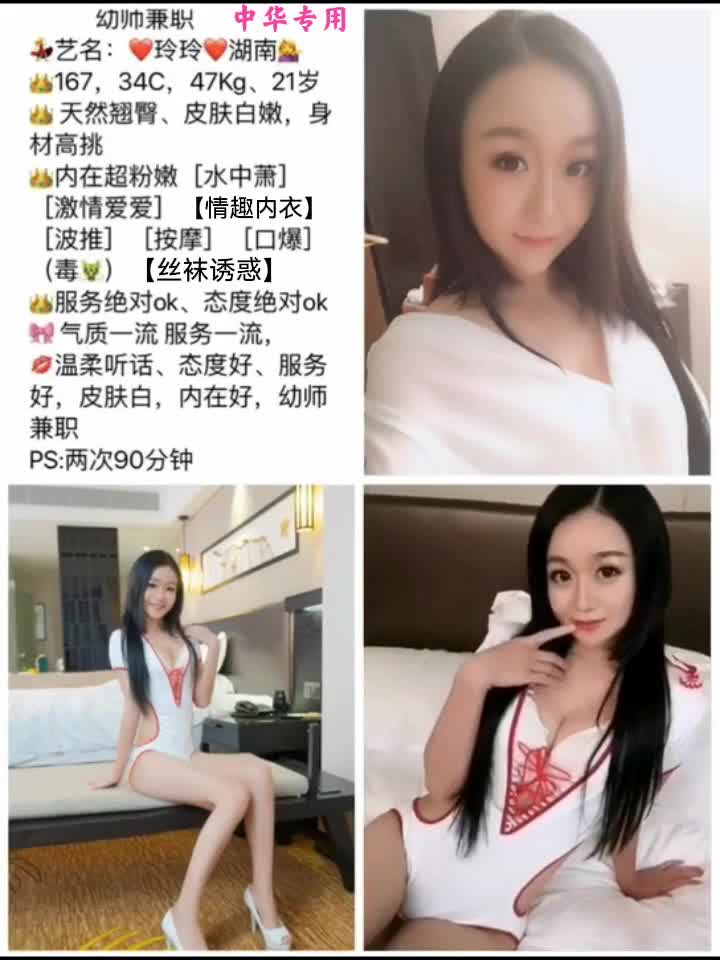 幼师兼职
中华专用
💃艺名：❤️玲玲❤️湖南💁
👑167，34C，47Kg、21岁
👑 天然翘臀、皮肤白嫩，身
材高挑
👑内在超粉嫩［水中萧］
［激情爱爱］【情趣内衣】
［波推］［按摩］［口爆］
（毒🐱）【丝袜诱惑】
👑服务绝对ok、态度绝对ok
🎀 气质一流 服务一流，
💋温柔听话、态度好、服务
好，皮肤白，内在好，幼师
兼职
PS:两次90分钟